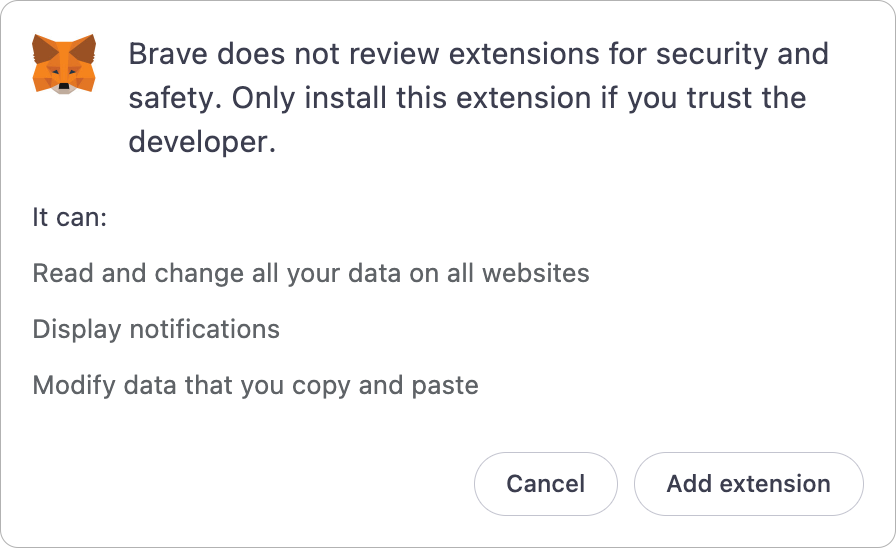 Brave does not review extensions for security and
safety. Only install this extension if you trust the
developer.
It can:
Read and change all your data on all websites
Display notifications
Modify data that you copy and paste
Cancel
Add extension